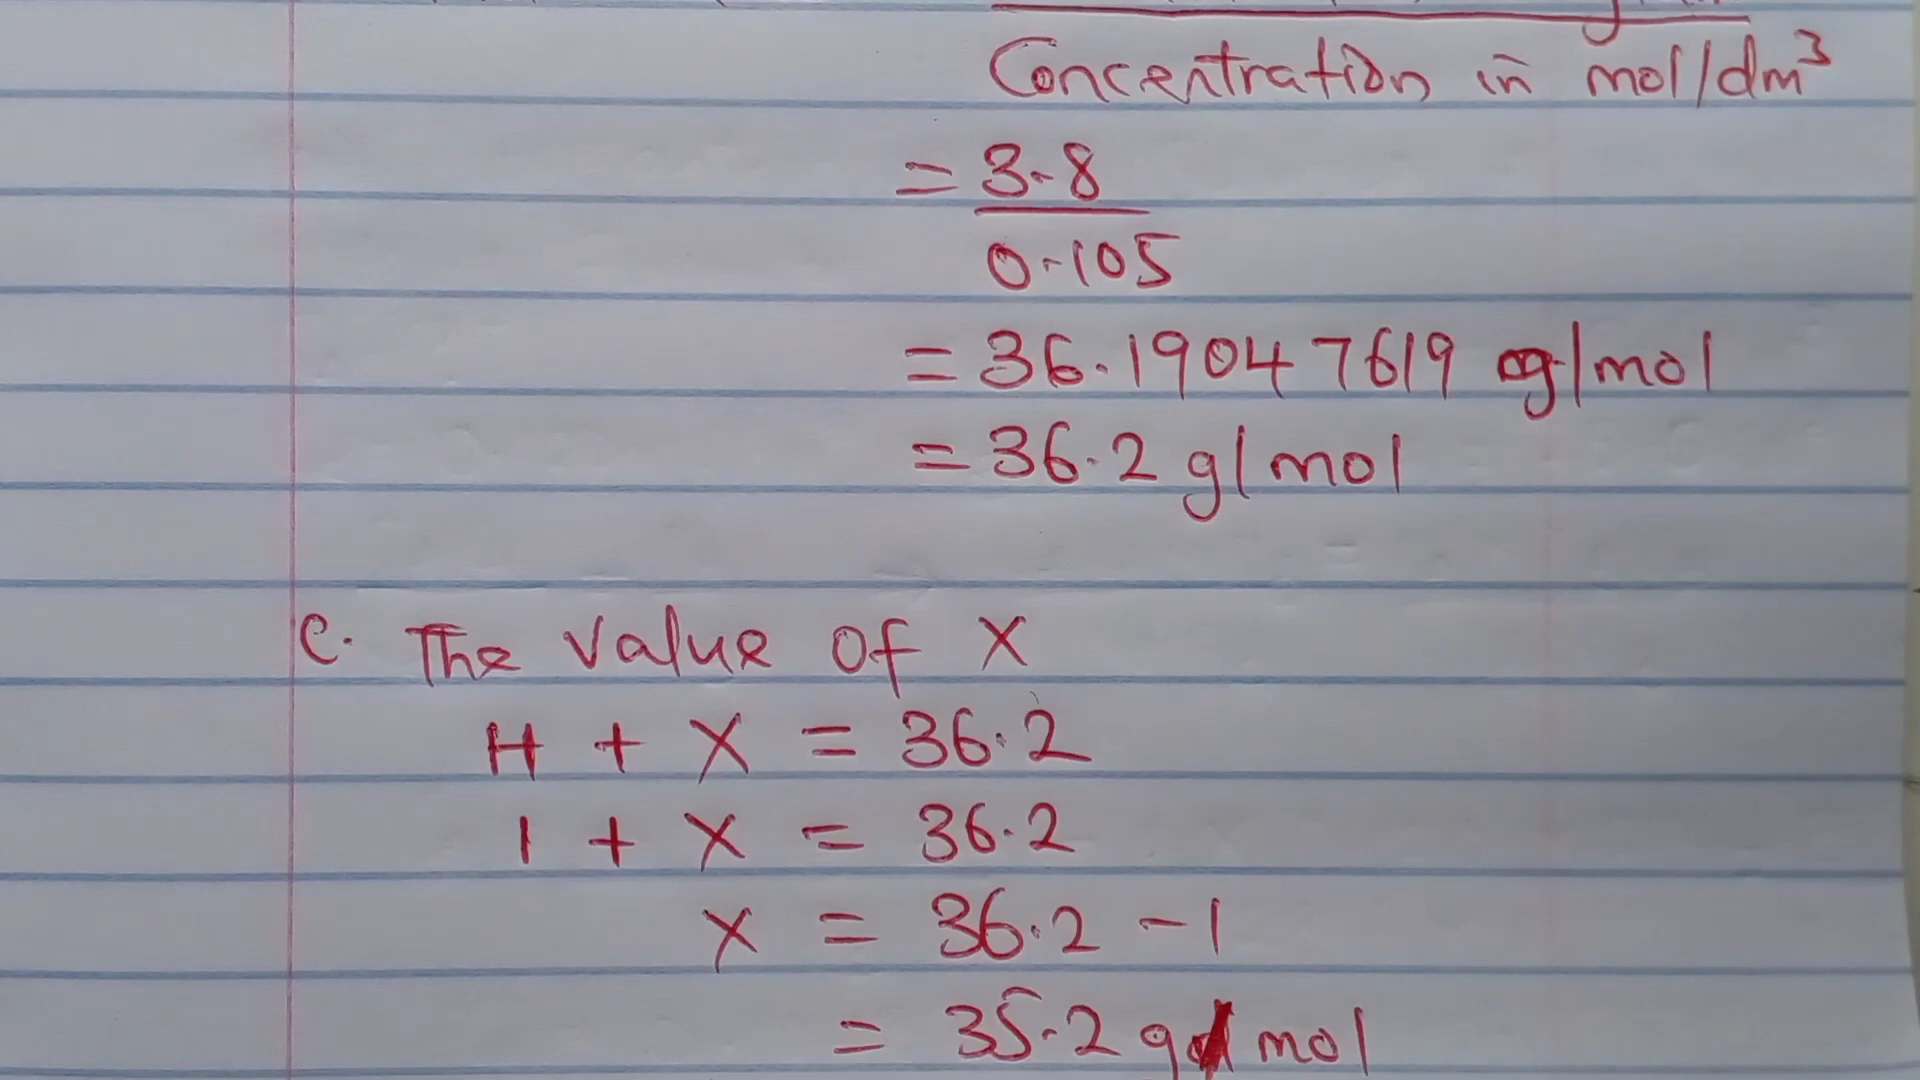 Concentration in mol/dm³
= 3.8
0.105
= 36.19047619 g/mol
= 36.2 g/mol
c. The value of X
H + X = 36.2
1 + X = 36.2
X = 36.2 - 1
= 35.2 g/mol